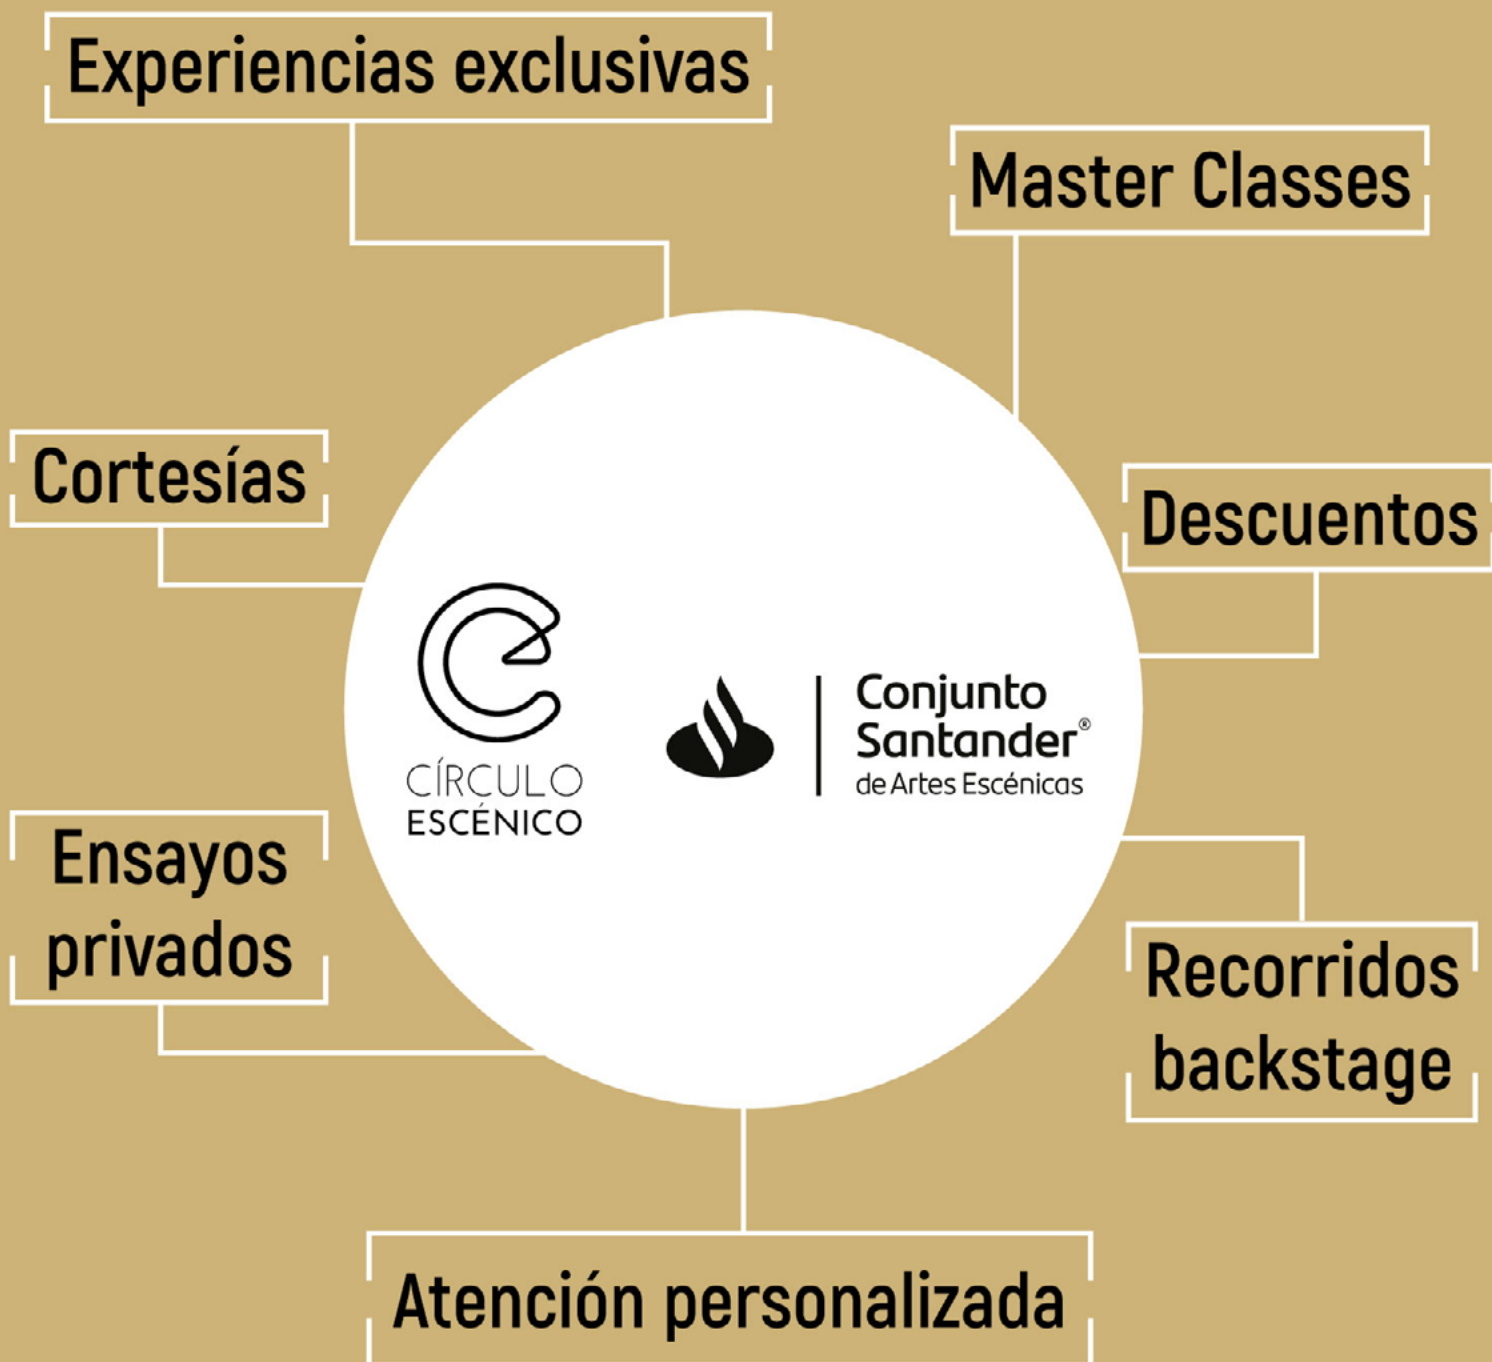 Experiencias exclusivas
Master Classes
Cortesías
Descuentos
CÍRCULO
ESCÉNICO
Conjunto
Santander®
de Artes Escénicas
Ensayos
privados
Recorridos
backstage
Atención personalizada